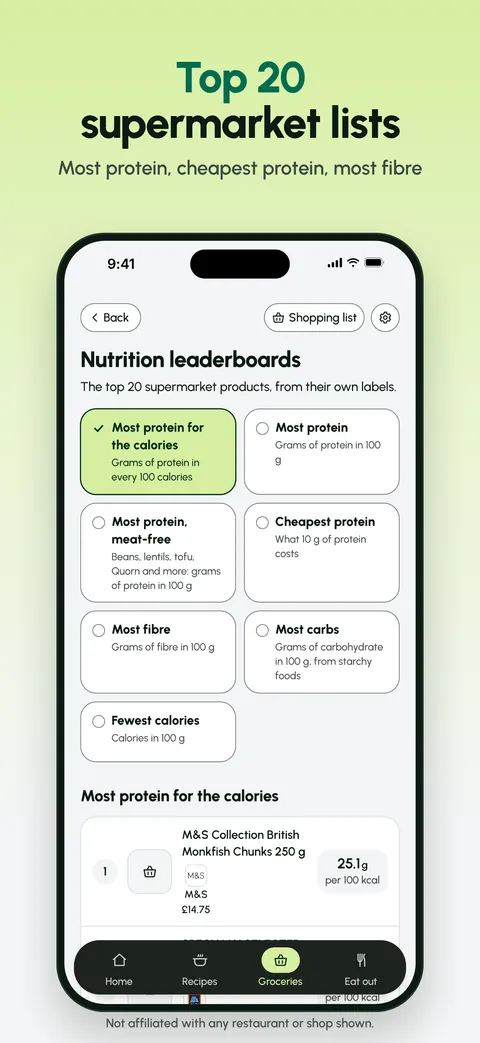 Top 20
supermarket lists
Most protein, cheapest protein, most fibre
9:41
Back
Shopping list
Nutrition leaderboards
The top 20 supermarket products, from their own labels.
Most protein for
the calories
Grams of protein in
every 100 calories
Most protein
Grams of protein in 100
g
Most protein,
meat-free
Beans, lentils, tofu,
Quorn and more: grams
of protein in 100 g
Cheapest protein
What 10 g of protein
costs
Most fibre
Grams of fibre in 100 g
Most carbs
Grams of carbohydrate
in 100 g, from starchy
foods
Fewest calories
Calories in 100 g
Most protein for the calories
1
M&S Collection British
Monkfish Chunks 250 g
M&S
M&S
£14.75
25.1g
per 100 kcal
Home
Recipes
Groceries
Eat out
per 100 kcal
Not affiliated with any restaurant or shop shown.